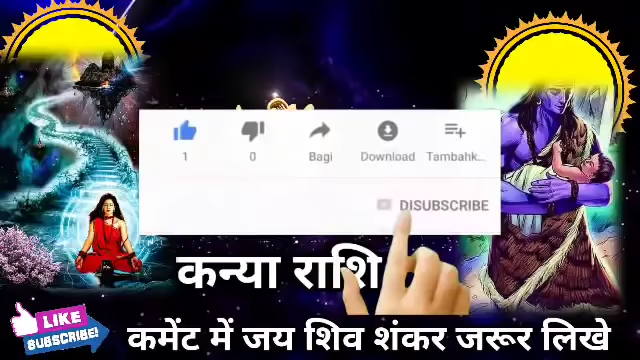 1 0 Bagi Download Tambahk...
DISUBSCRIBE
कन्या राशि
LIKE
SUBSCRIBE!
कमेंट में जय शिव शंकर जरूर लिखे